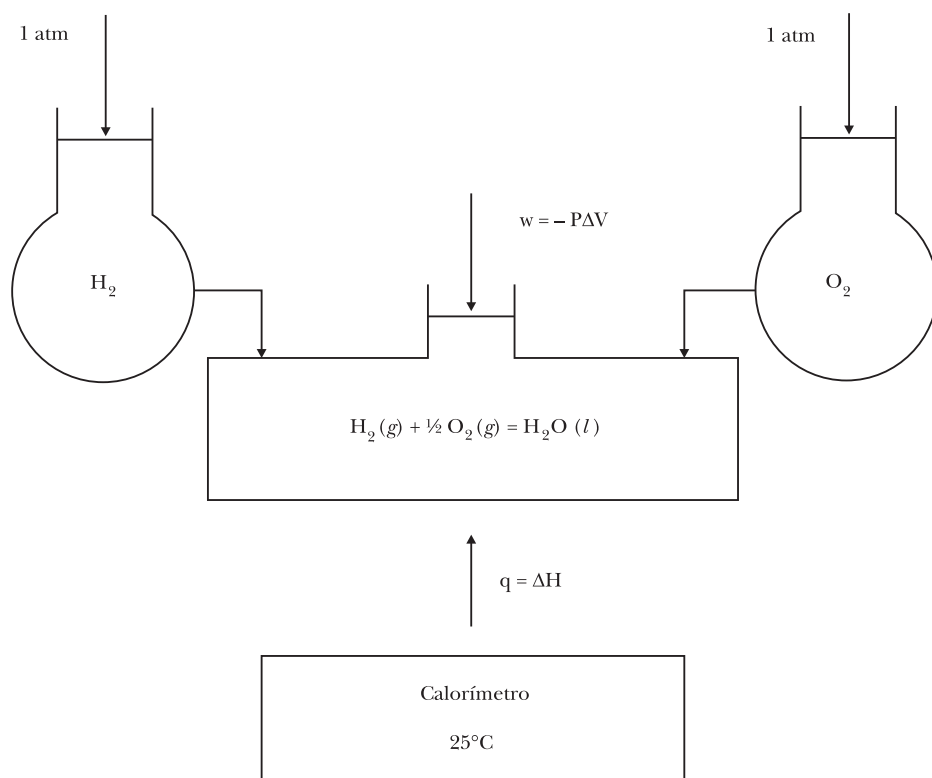 1 atm
1 atm
w = – PΔV
H₂
O₂
H₂(g) + ½ O₂(g) = H₂O (l)
q = ΔH
Calorímetro
25°C